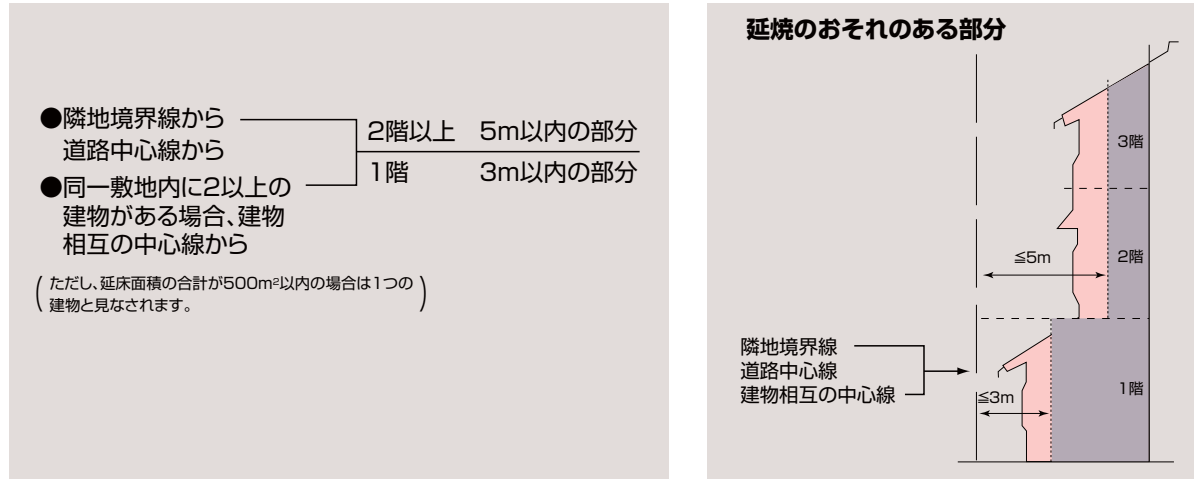 ●隣地境界線から
道路中心線から
●同一敷地内に2以上の
建物がある場合、建物
相互の中心線から
2階以上 5m以内の部分
1階 3m以内の部分
(ただし、延床面積の合計が500m²以内の場合は1つの
建物と見なされます。)
延焼のおそれのある部分
3階
2階
≦5m
隣地境界線
道路中心線
建物相互の中心線
≦3m
1階